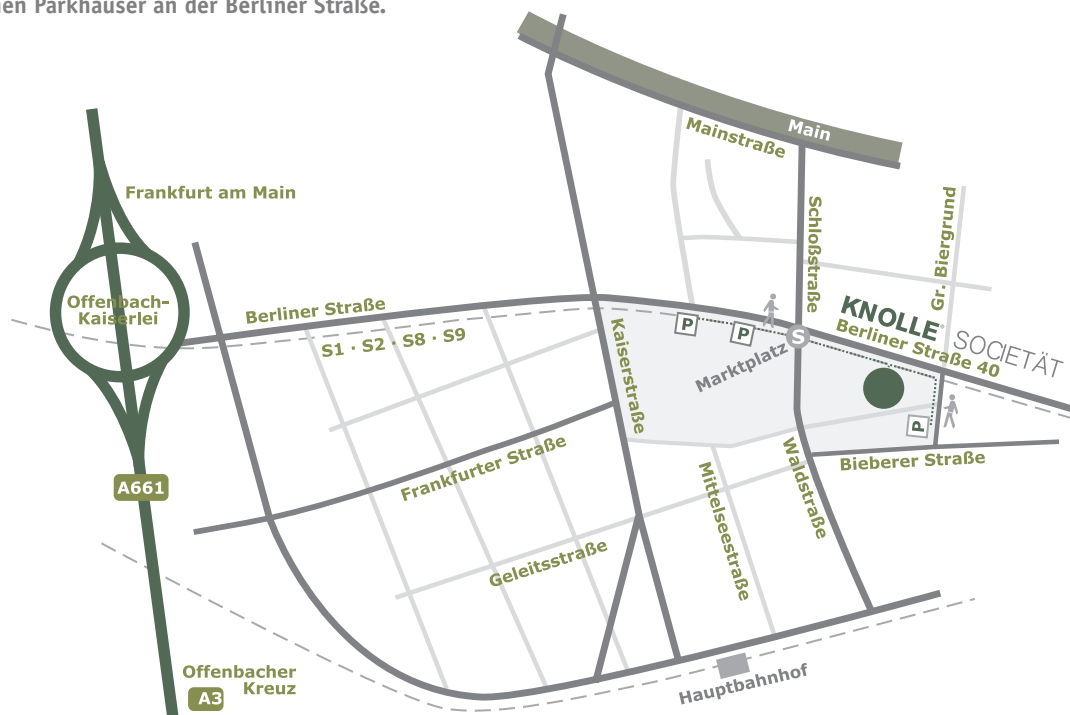 Parkhäuser an der Berliner Straße.
Main
Mainstraße
Frankfurt am Main
Schloßstraße
Gr. Biergrund
Offenbach-
Kaiserlei
Berliner Straße
S1 · S2 · S8 · S9
P
P
S
KNOLLE
SOCIETÄT
Berliner Straße 40
Kaiserstraße
Marktplatz
P
Frankfurter Straße
Waldstraße
Bieberer Straße
Mittelseestraße
A661
Geleitsstraße
Offenbacher
Kreuz
A3
Hauptbahnhof